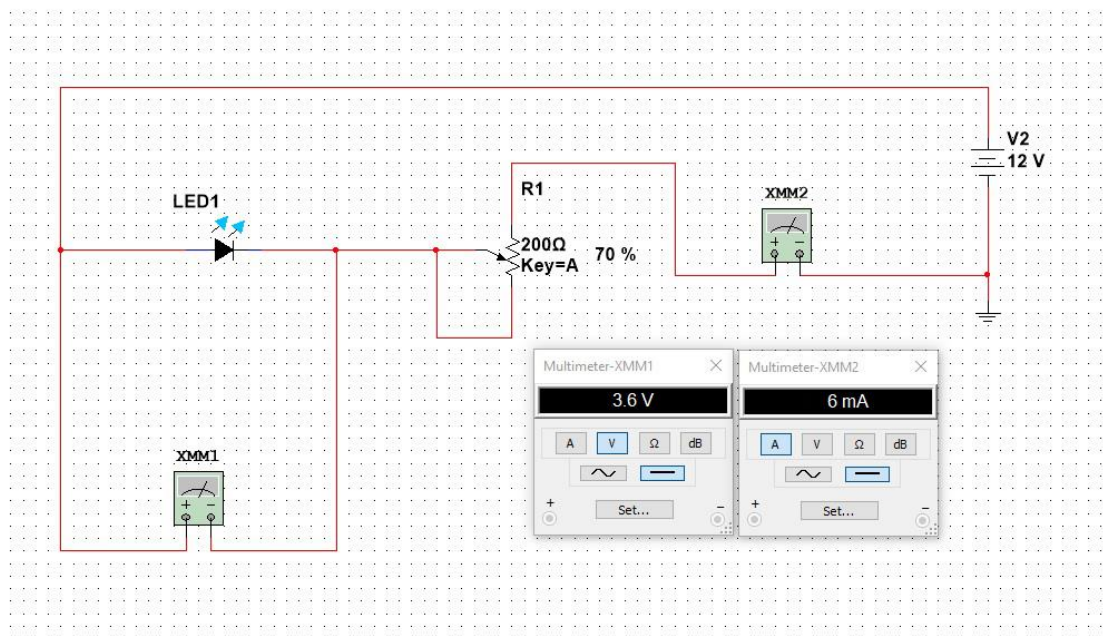 V2
12 V
R1
XMM2
LED1
200Ω
Key=A
70 %
Multimeter-XMM1
3.6 V
A V Ω dB
Set...
+ -
Multimeter-XMM2
6 mA
A V Ω dB
Set...
+ -
XMM1